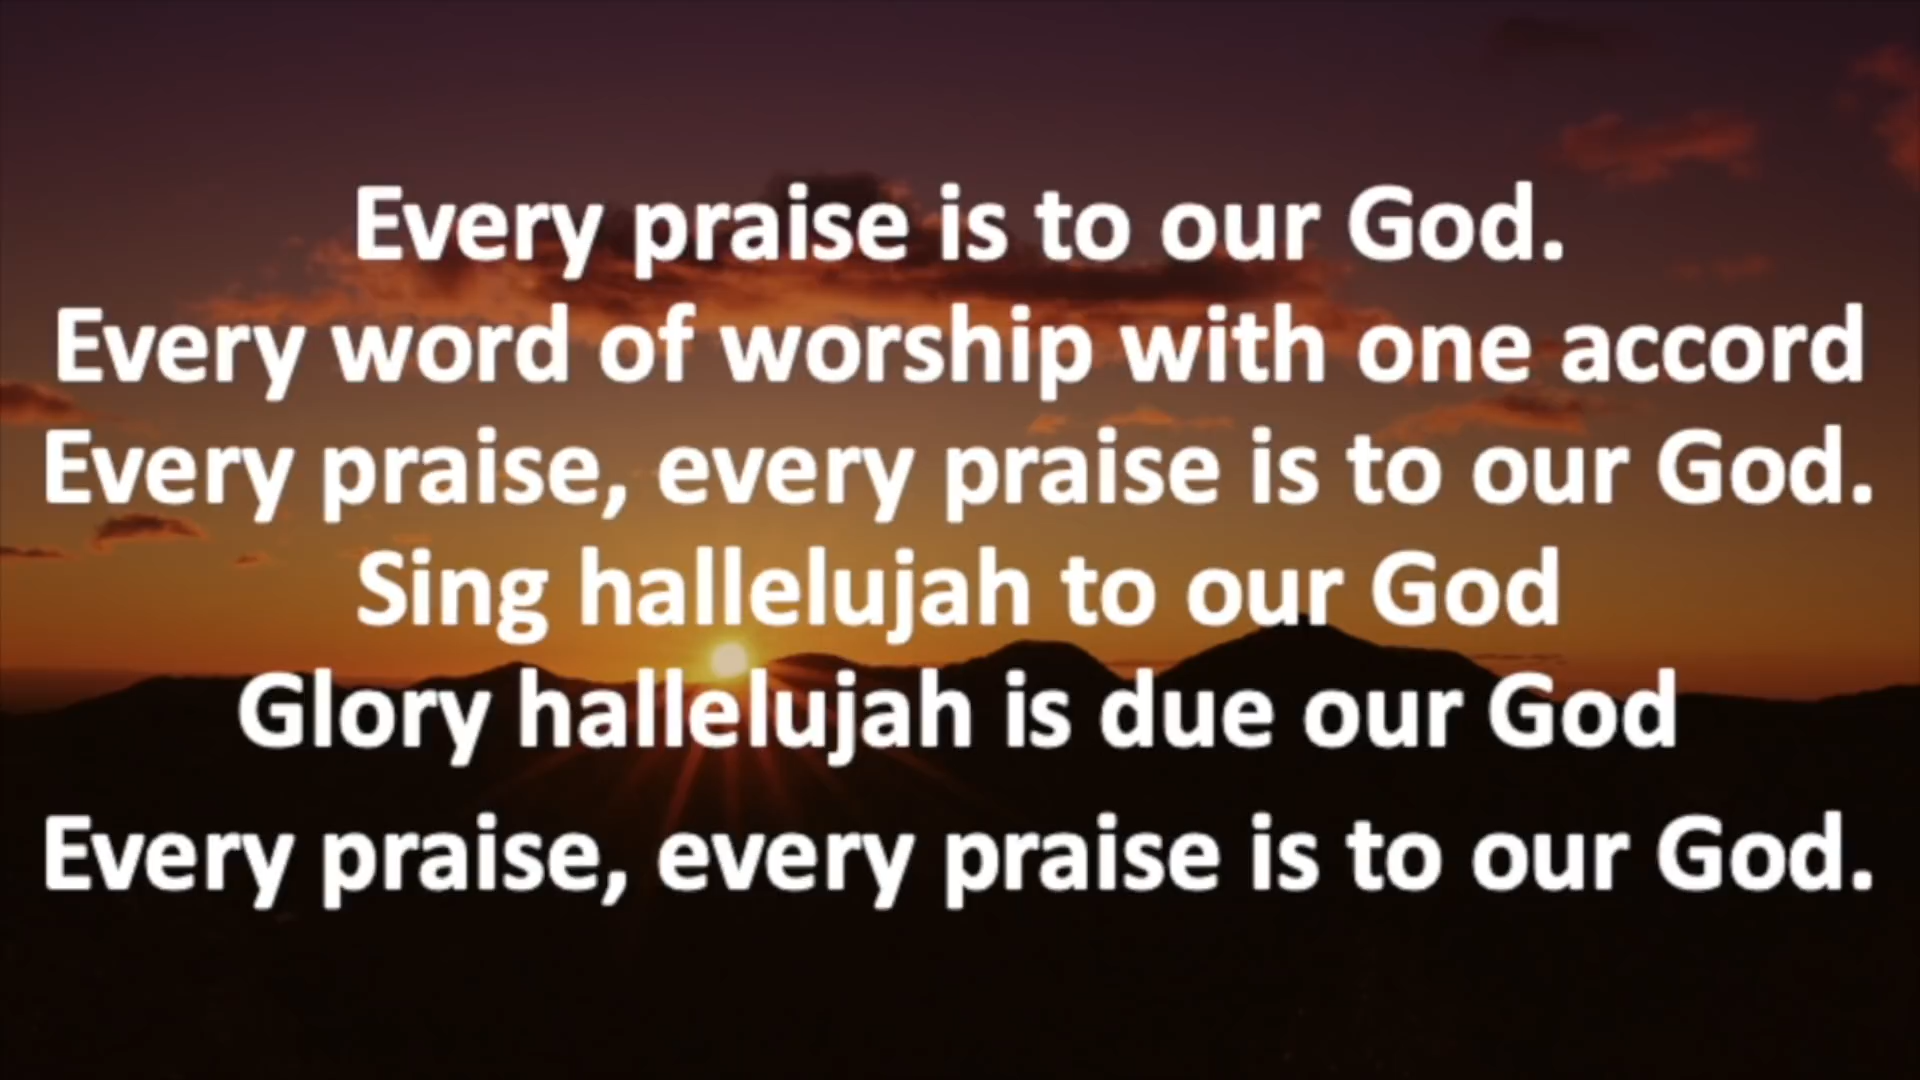 Every praise is to our God.
Every word of worship with one accord
Every praise, every praise is to our God.
Sing hallelujah to our God
Glory hallelujah is due our God
Every praise, every praise is to our God.